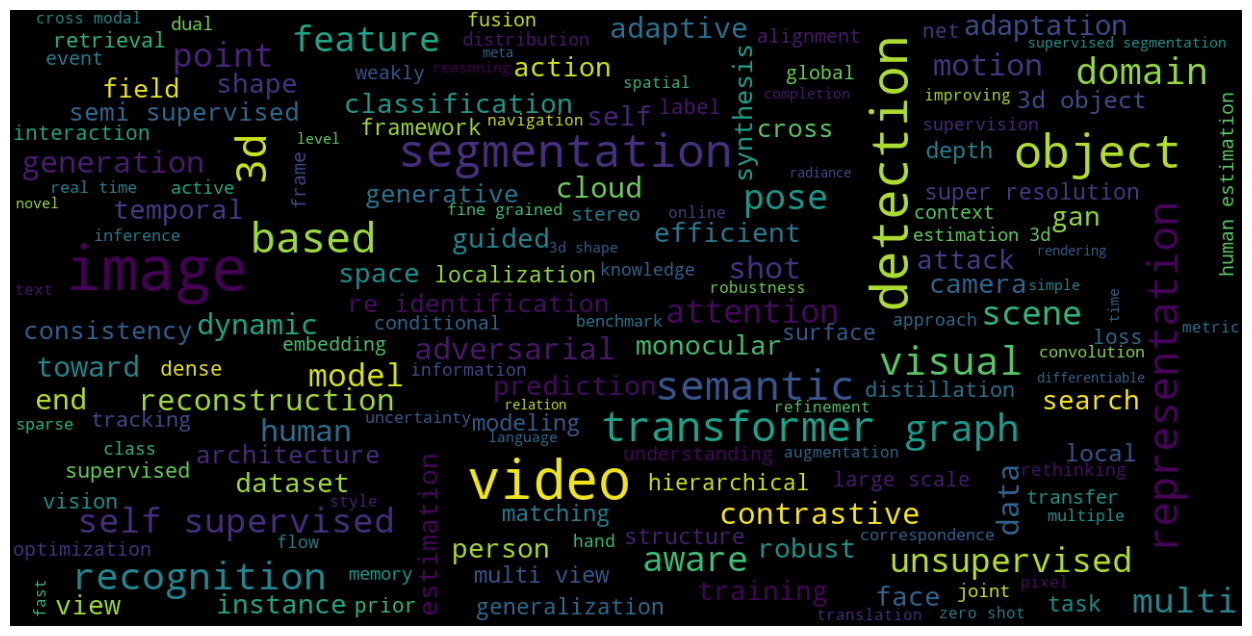 cross modal
dual
fusion
adaptive
net
adaptation
retrieval
feature
distribution
alignment
supervised segmentation
event
point
meta
reasoning
action
synthesis
detection
motion
domain
field
shape
weakly
spatial
global
completion
improving
3d object
semi supervised
classification
self
label
human estimation
interaction
level
framework
navigation
cross
supervision
generation
3d
segmentation
depth
object
real time
active
frame
generative
cloud
pose
radiance
super resolution
novel
temporal
fine grained
stereo
online
context
gan
representation
inference
based
guided
3d shape
efficient
estimation 3d
rendering
image
space
localization
knowledge
shot
attack
text
robustness
camera
simple
time
re identification
attention
scene
consistency
dynamic
conditional
benchmark
surface
approach
loss
metric
embedding
adversarial
monocular
visual
convolution
toward
dense
model
information
prediction
semantic
distillation
differentiable
end
reconstruction
relation
refinement
search
sparse
tracking
human
uncertainty
modeling
language
transformer
graph
class
architecture
understanding
augmentation
local
supervised
dataset
estimation
video
hierarchical
large scale
data
rethinking
vision
style
transfer
self supervised
matching
contrastive
multiple
optimization
flow
person
hand
structure
robust
correspondence
recognition
memory
multi view
aware
unsupervised
fast
view
instance
prior
generalization
training
translation
face
zero shot
joint
pixel
task
multi